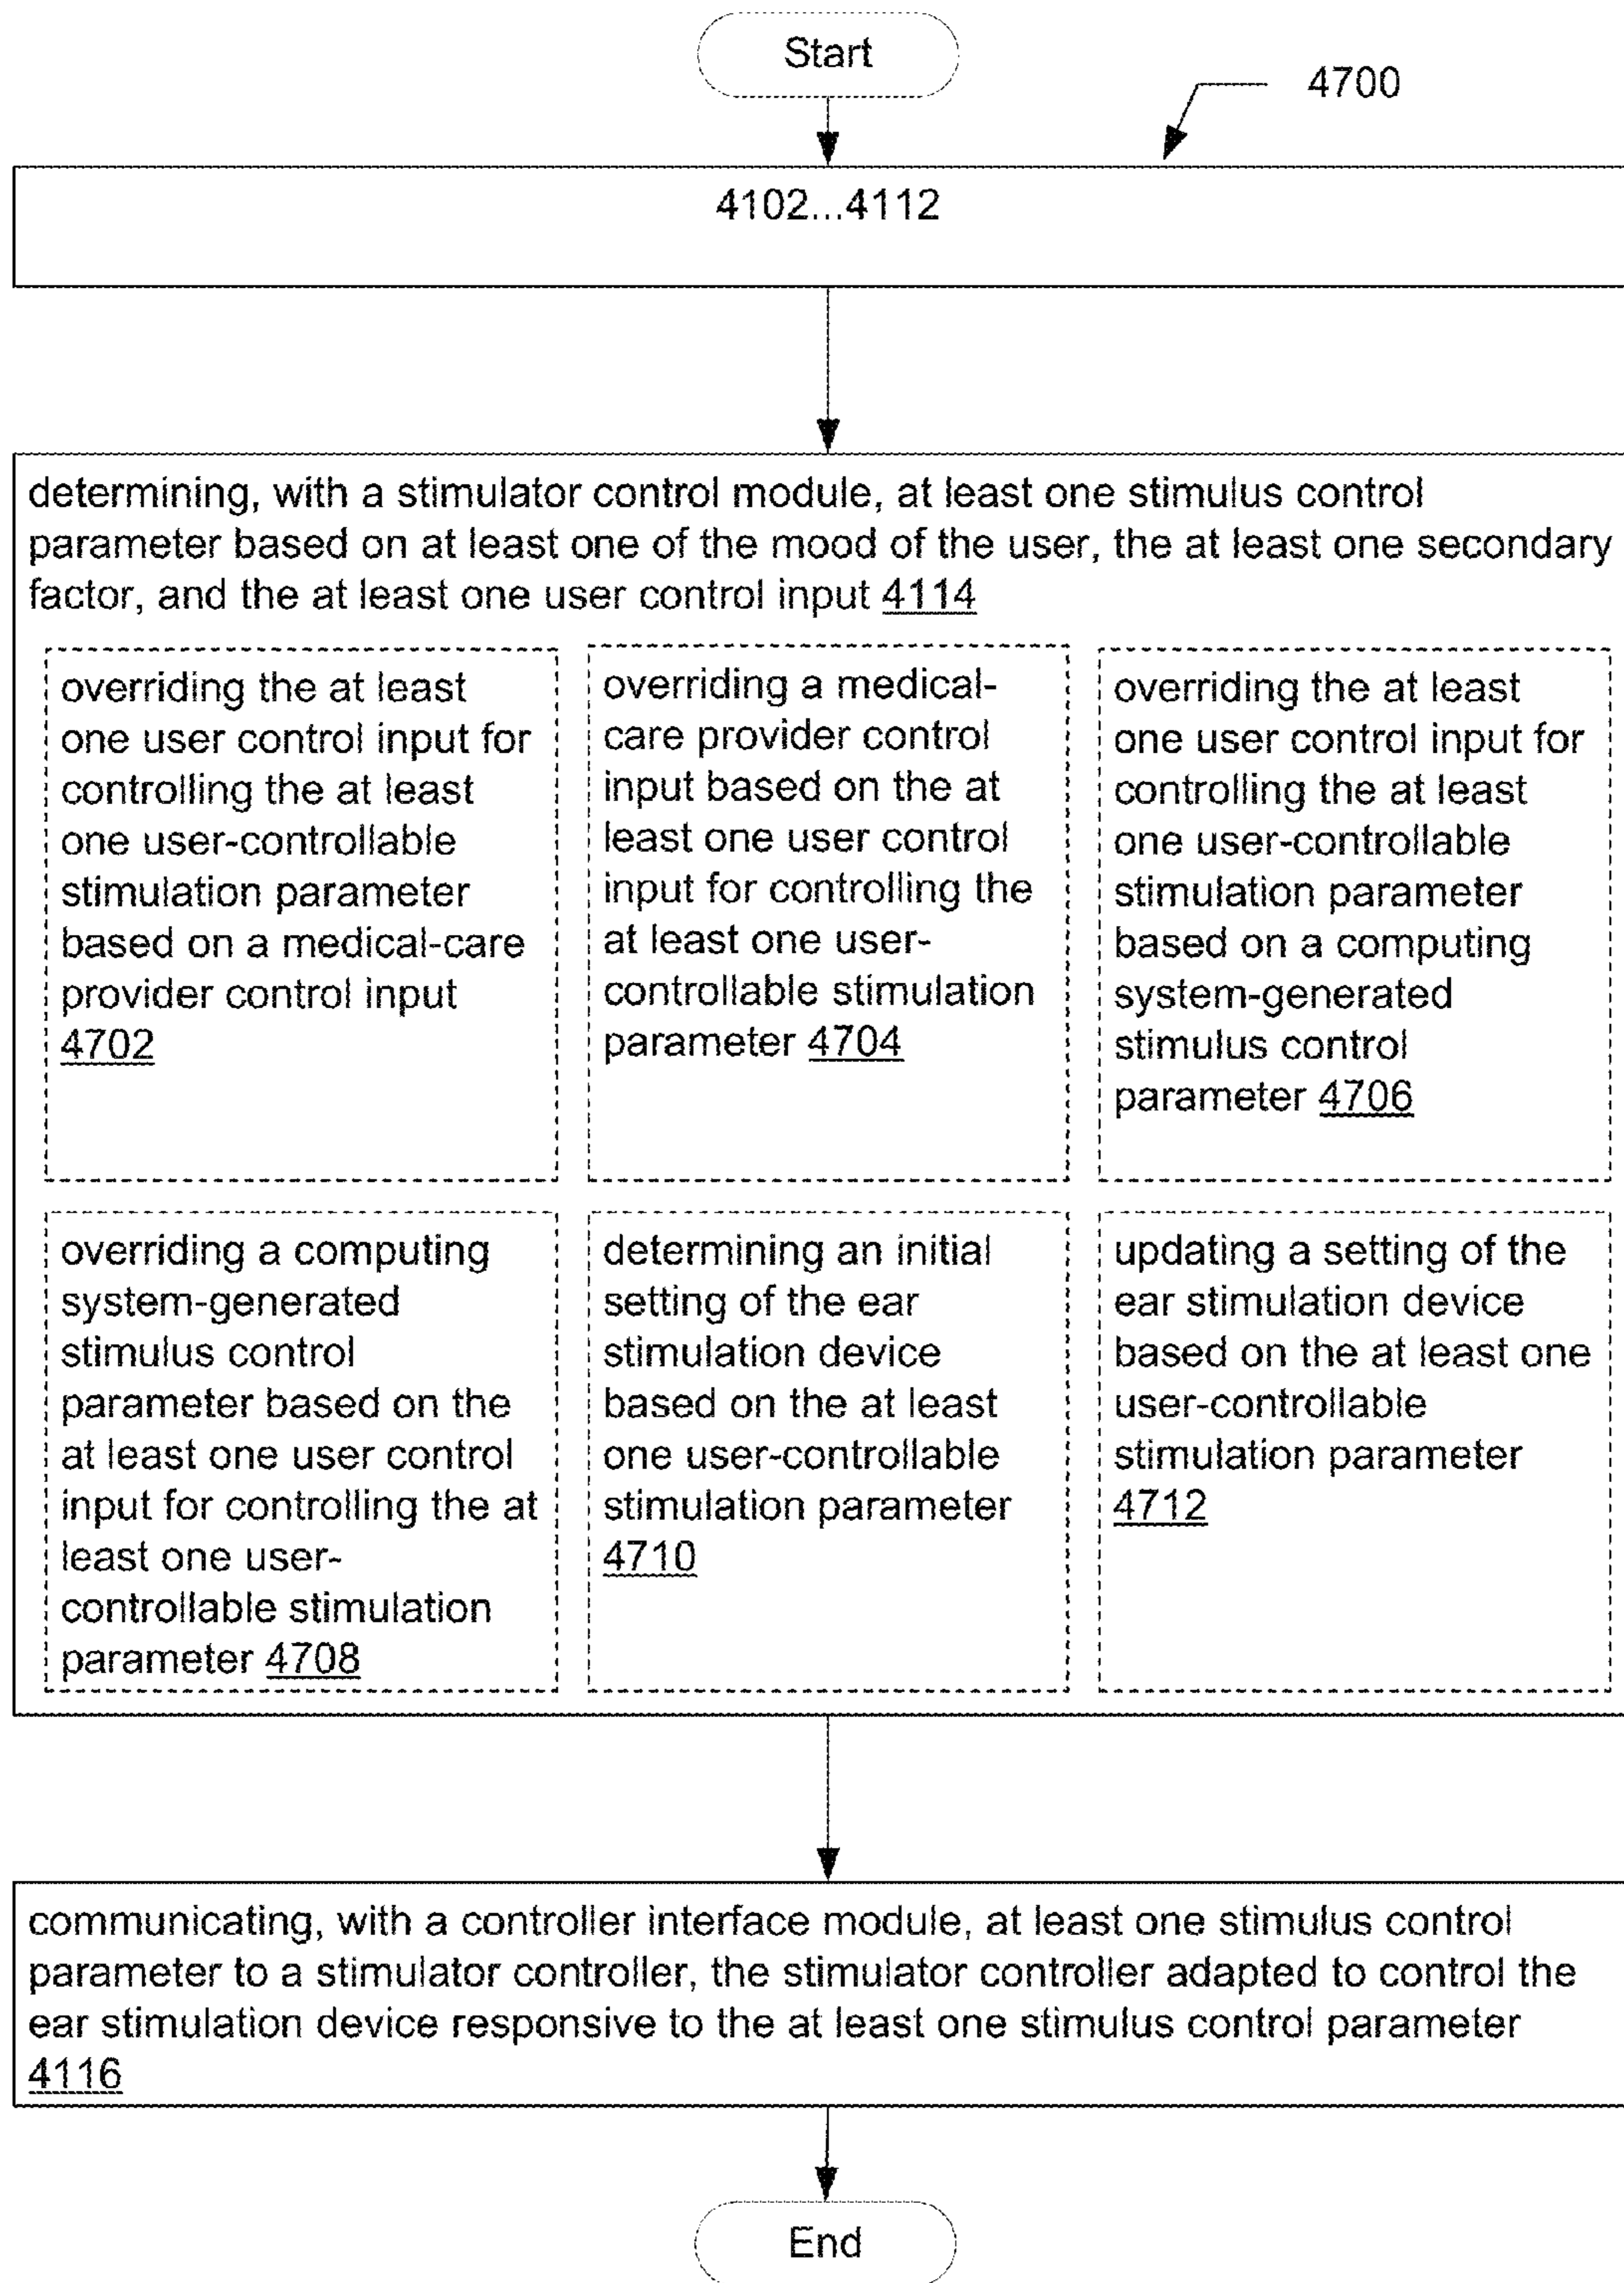 Start
4700
4102...4112
determining, with a stimulator control module, at least one stimulus control
parameter based on at least one of the mood of the user, the at least one secondary
factor, and the at least one user control input 4114
overriding the at least
one user control input for
controlling the at least
one user-controllable
stimulation parameter
based on a medical-care
provider control input
4702
overriding a medical-
care provider control
input based on the at
least one user control
input for controlling the
at least one user-
controllable stimulation
parameter 4704
overriding the at least
one user control input for
controlling the at least
one user-controllable
stimulation parameter
based on a computing
system-generated
stimulus control
parameter 4706
overriding a computing
system-generated
stimulus control
parameter based on the
at least one user control
input for controlling the at
least one user-
controllable stimulation
parameter 4708
determining an initial
setting of the ear
stimulation device
based on the at least
one user-controllable
stimulation parameter
4710
updating a setting of the
ear stimulation device
based on the at least one
user-controllable
stimulation parameter
4712
communicating, with a controller interface module, at least one stimulus control
parameter to a stimulator controller, the stimulator controller adapted to control the
ear stimulation device responsive to the at least one stimulus control parameter
4116
End